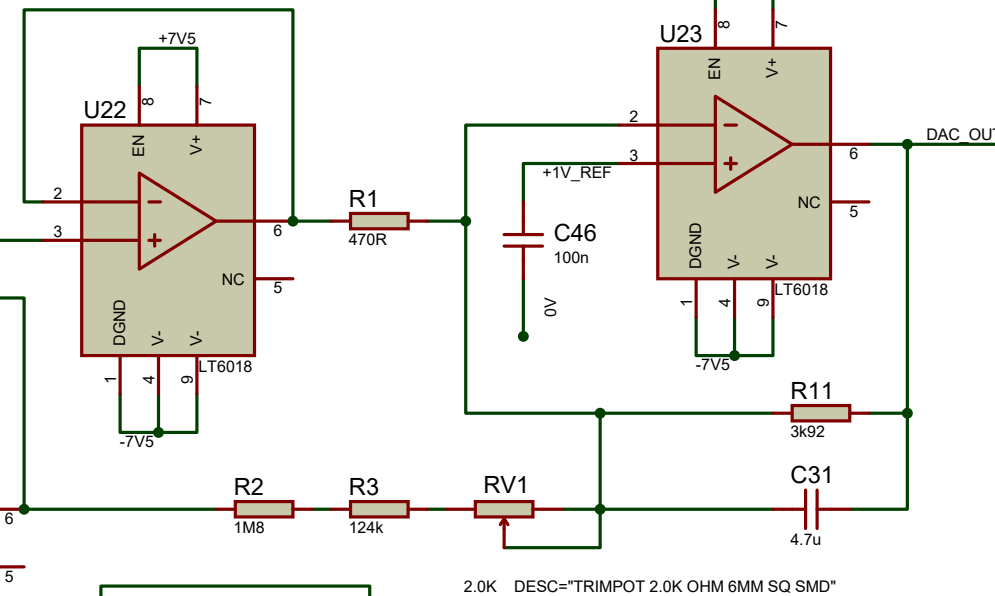 U23
8
7
EN
V+
+7V5
U22
8
7
EN
V+
2
3
6
NC
5
DGND
V-
V-
1
4
9
LT6018
-7V5
R1
470R
2
3
+1V_REF
C46
100n
0V
6
DAC_OUT
NC
5
DGND
V-
V-
1
4
9
LT6018
-7V5
R11
3k92
C31
4.7u
6
R2
1M8
R3
124k
RV1
5
2.0K DESC="TRIMPOT 2.0K OHM 6MM SQ SMD"